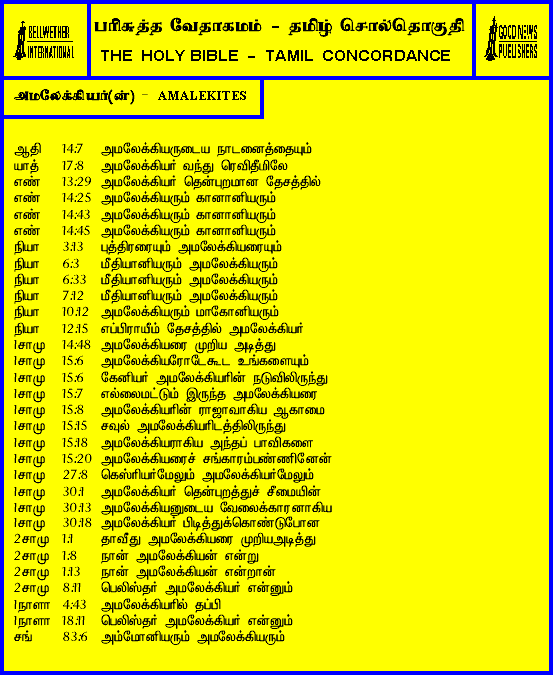 BELLWETHER
INTERNATIONAL
பரிசுத்த வேதாகமம் – தமிழ் சொல்தொகுதி
THE HOLY BIBLE – TAMIL CONCORDANCE
GOOD NEWS
PUBLISHERS
அமலேக்கியர்(ன்) – AMALEKITES
ஆதி 14:7 அமலேக்கியருடைய நாடனைத்தையும்
யாத் 17:8 அமலேக்கியர் வந்து ரெவிதீமிலே
எண் 13:29 அமலேக்கியர் தென்புறமான தேசத்தில்
எண் 14:25 அமலேக்கியரும் கானானியரும்
எண் 14:43 அமலேக்கியரும் கானானியரும்
எண் 14:45 அமலேக்கியரும் கானானியரும்
நியா 3:13 புத்திரரையும் அமலேக்கியரையும்
நியா 6:3 மீதியானியரும் அமலேக்கியரும்
நியா 6:33 மீதியானியரும் அமலேக்கியரும்
நியா 7:12 மீதியானியரும் அமலேக்கியரும்
நியா 10:12 அமலேக்கியரும் மாகோனியரும்
நியா 12:15 எப்பிராயீம் தேசத்தில் அமலேக்கியர்
1சாமு 14:48 அமலேக்கியரை முறிய அடித்து
1சாமு 15:6 அமலேக்கியரோடேகூட உங்களையும்
1சாமு 15:6 கேனியர் அமலேக்கியரின் நடுவிலிருந்து
1சாமு 15:7 எல்லைமட்டும் இருந்த அமலேக்கியரை
1சாமு 15:8 அமலேக்கியரின் ராஜாவாகிய ஆகாமை
1சாமு 15:15 சவுல் அமலேக்கியரிடத்திலிருந்து
1சாமு 15:18 அமலேக்கியராகிய அந்தப் பாவிகளை
1சாமு 15:20 அமலேக்கியரைச் சங்காரம்பண்ணினேன்
1சாமு 27:8 கெஸ்ரியர்மேலும் அமலேக்கியர்மேலும்
1சாமு 30:1 அமலேக்கியர் தென்புறத்துச் சீமையின்
1சாமு 30:13 அமலேக்கியனுடைய வேலைக்காரனாகிய
1சாமு 30:18 அமலேக்கியர் பிடித்துக்கொண்டுபோன
2சாமு 1:1 தாவீது அமலேக்கியரை முறியஅடித்து
2சாமு 1:8 நான் அமலேக்கியன் என்று
2சாமு 1:13 நான் அமலேக்கியன் என்றான்
2சாமு 8:11 பெலிஸ்தர் அமலேக்கியர் என்னும்
1நாளா 4:43 அமலேக்கியரில் தப்பி
1நாளா 18:11 பெலிஸ்தர் அமலேக்கியர் என்னும்
சங் 83:6 அம்மோனியரும் அமலேக்கியரும்